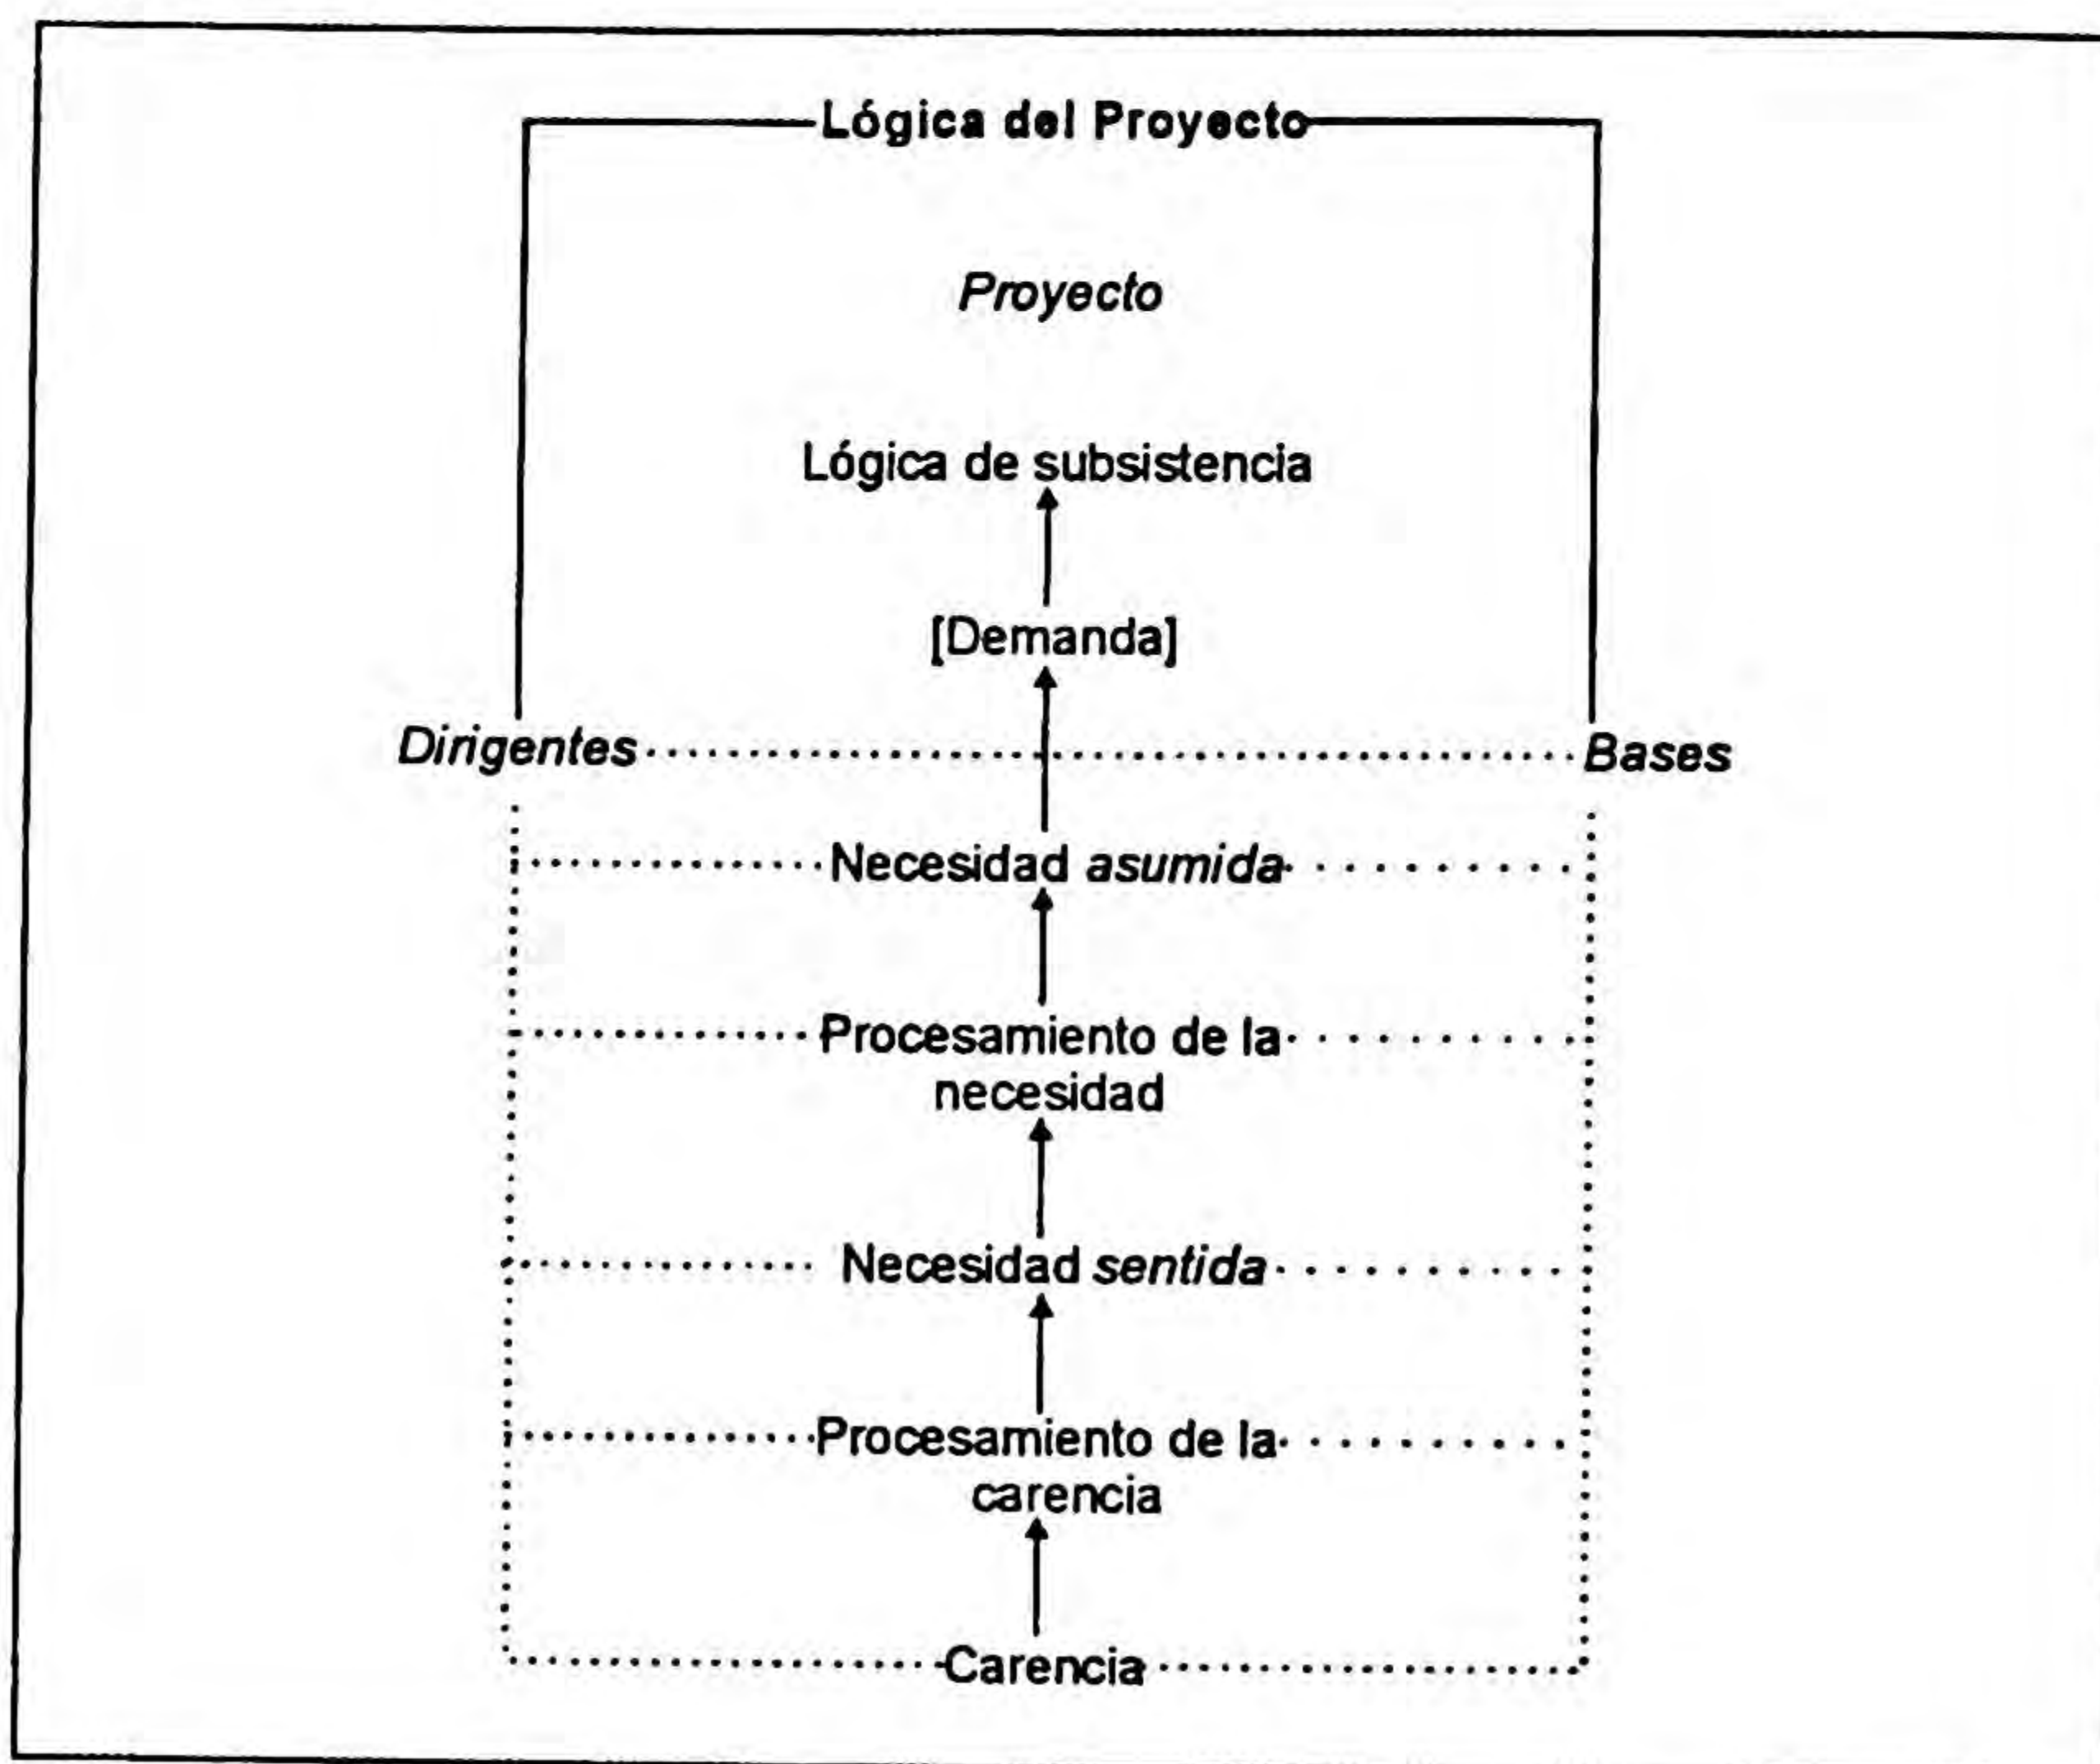 Lógica del Proyecto
Proyecto
Lógica de subsistencia
[Demanda]
Dirigentes
Bases
Necesidad asumida
Procesamiento de la
necesidad
Necesidad sentida
Procesamiento de la
carencia
Carencia